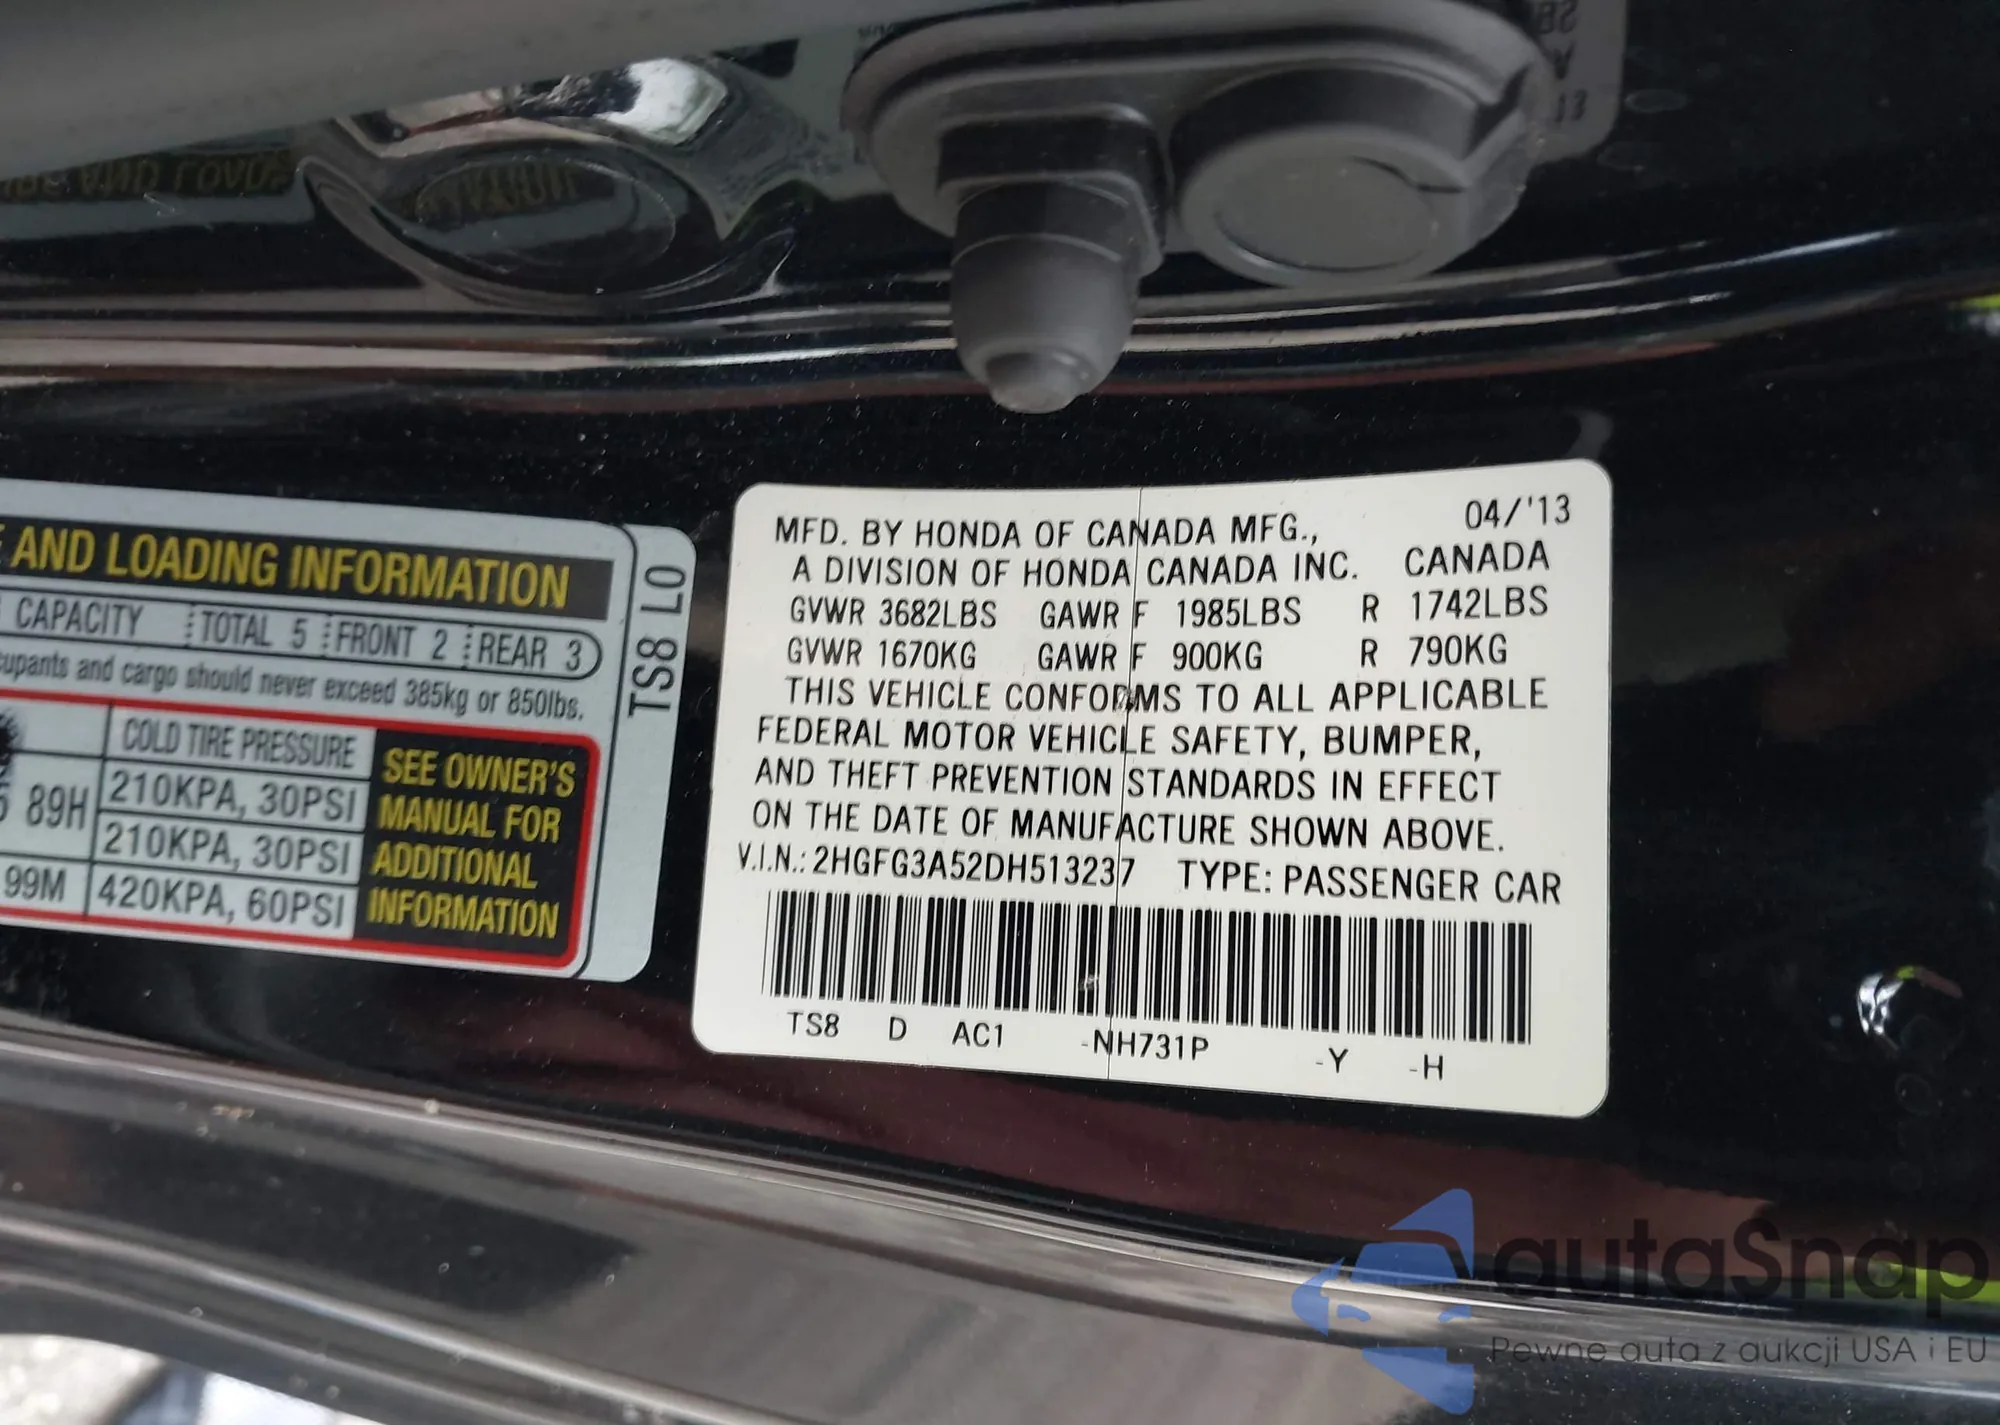 AND LOADING INFORMATION
CAPACITY TOTAL 5 FRONT 2 REAR 3
and cargo should never exceed 385kg or 850lbs.
COLD TIRE PRESSURE
89H 210KPA, 30PSI
210KPA, 30PSI
99M 420KPA, 60PSI
SEE OWNER'S
MANUAL FOR
ADDITIONAL
INFORMATION
TS8 L0
04/'13
MFD. BY HONDA OF CANADA MFG.,
A DIVISION OF HONDA CANADA INC. CANADA
GVWR 3682LBS GAWR F 1985LBS R 1742LBS
GVWR 1670KG GAWR F 900KG R 790KG
THIS VEHICLE CONFORMS TO ALL APPLICABLE
FEDERAL MOTOR VEHICLE SAFETY, BUMPER,
AND THEFT PREVENTION STANDARDS IN EFFECT
ON THE DATE OF MANUFACTURE SHOWN ABOVE.
V.I.N.: 2HGFG3A52DH513237 TYPE: PASSENGER CAR
TS8 D AC1 -NH731P -Y -H
autaSnap
Pewne auta z aukcji USA i EU